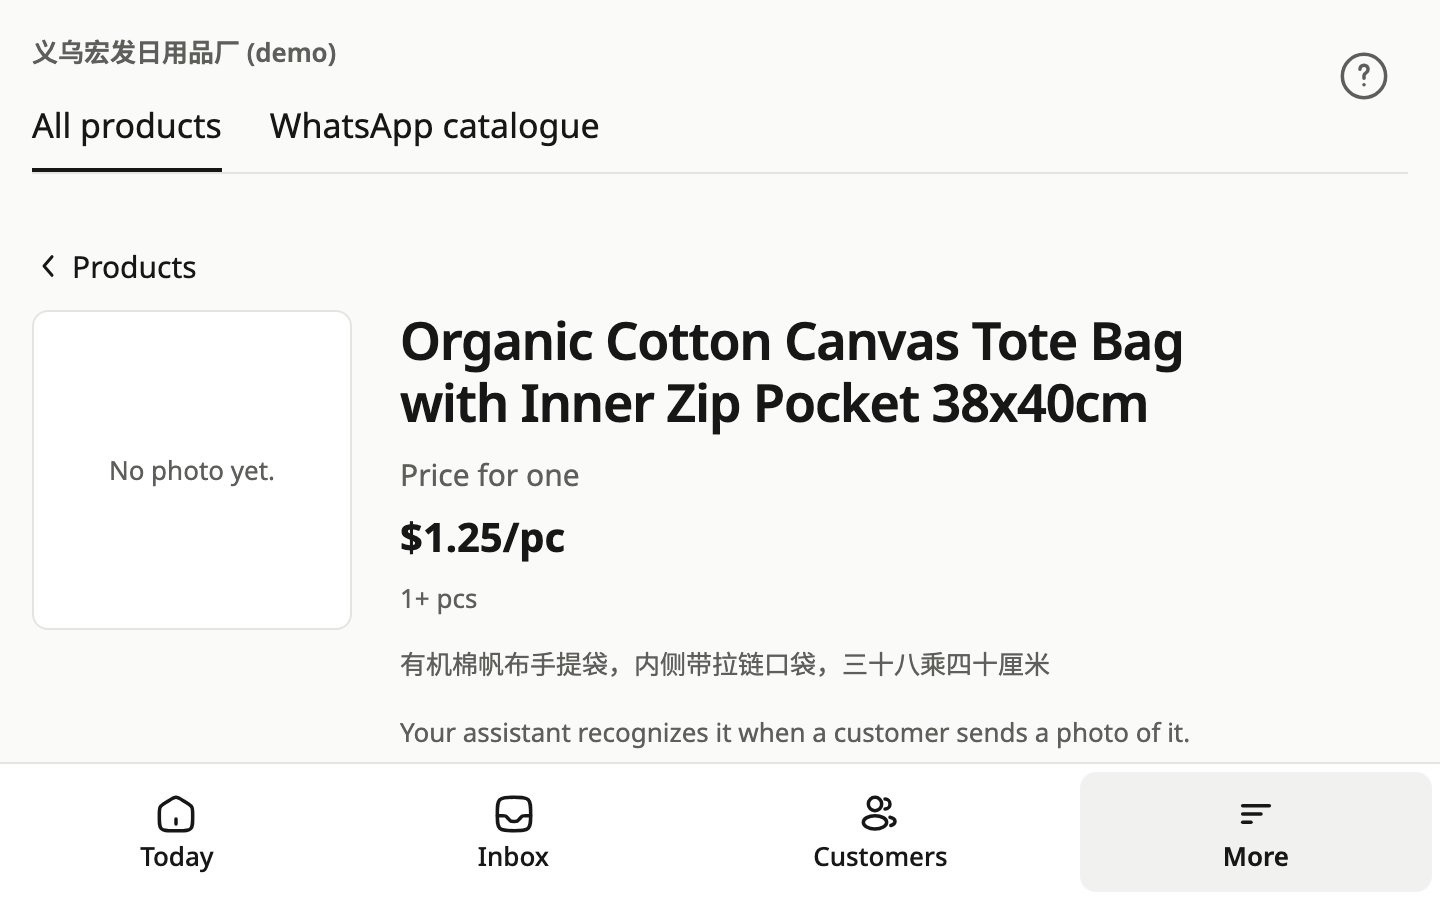 义乌宏发日用品厂 (demo)
?
All products
WhatsApp catalogue
Products
No photo yet.
Organic Cotton Canvas Tote Bag
with Inner Zip Pocket 38x40cm
Price for one
$1.25/pc
1+ pcs
有机棉帆布手提袋，内侧带拉链口袋，三十八乘四十厘米
Your assistant recognizes it when a customer sends a photo of it.
Today
Inbox
Customers
More